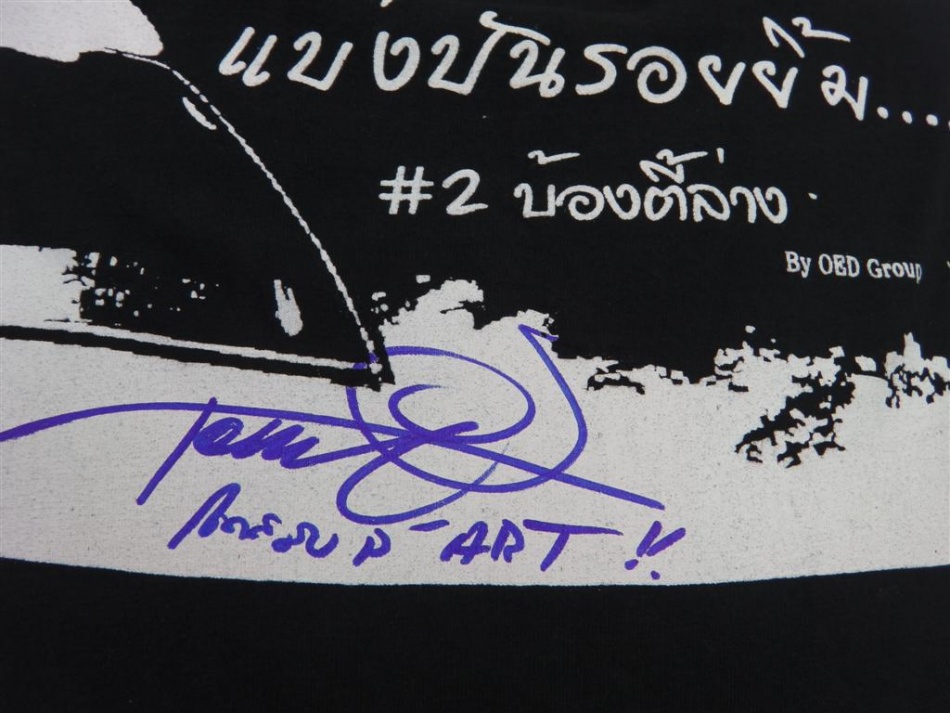 แบ่งปันรอยยิ้ม....
#2 บ้องตี้ล่าง
By OBD Group
ART !!